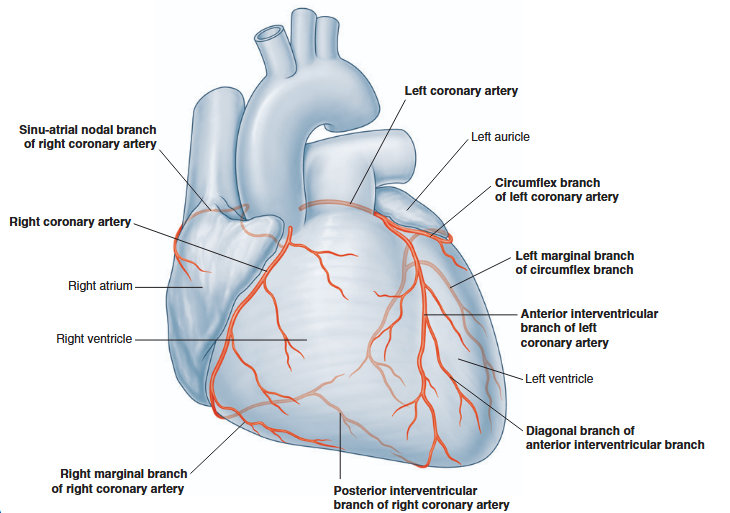 Left coronary artery
Sinu-atrial nodal branch
of right coronary artery
Left auricle
Circumflex branch
of left coronary artery
Right coronary artery
Left marginal branch
of circumflex branch
Right atrium
Anterior interventricular
branch of left
coronary artery
Right ventricle
Left ventricle
Diagonal branch of
anterior interventricular branch
Right marginal branch
of right coronary artery
Posterior interventricular
branch of right coronary artery